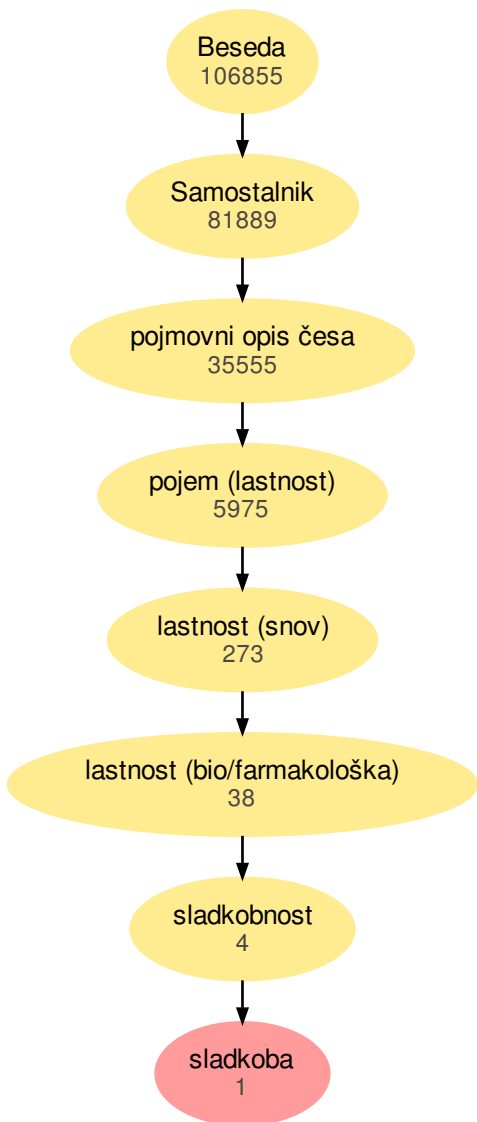 Beseda
106855
Samostalnik
81889
pojmovni opis česa
35555
pojem (lastnost)
5975
lastnost (snov)
273
lastnost (bio/farmakološka)
38
sladkobnost
4
sladkoba
1